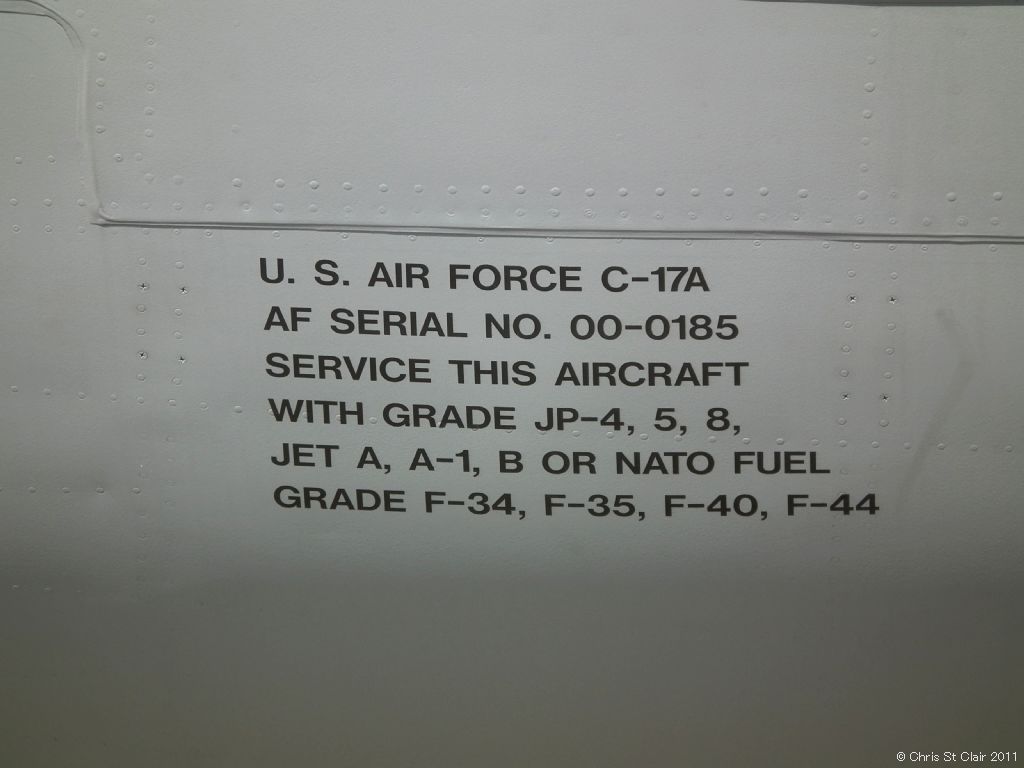 U. S. AIR FORCE C-17A
AF SERIAL NO. 00-0185
SERVICE THIS AIRCRAFT
WITH GRADE JP-4, 5, 8,
JET A, A-1, B OR NATO FUEL
GRADE F-34, F-35, F-40, F-44
© Chris St Clair 2011